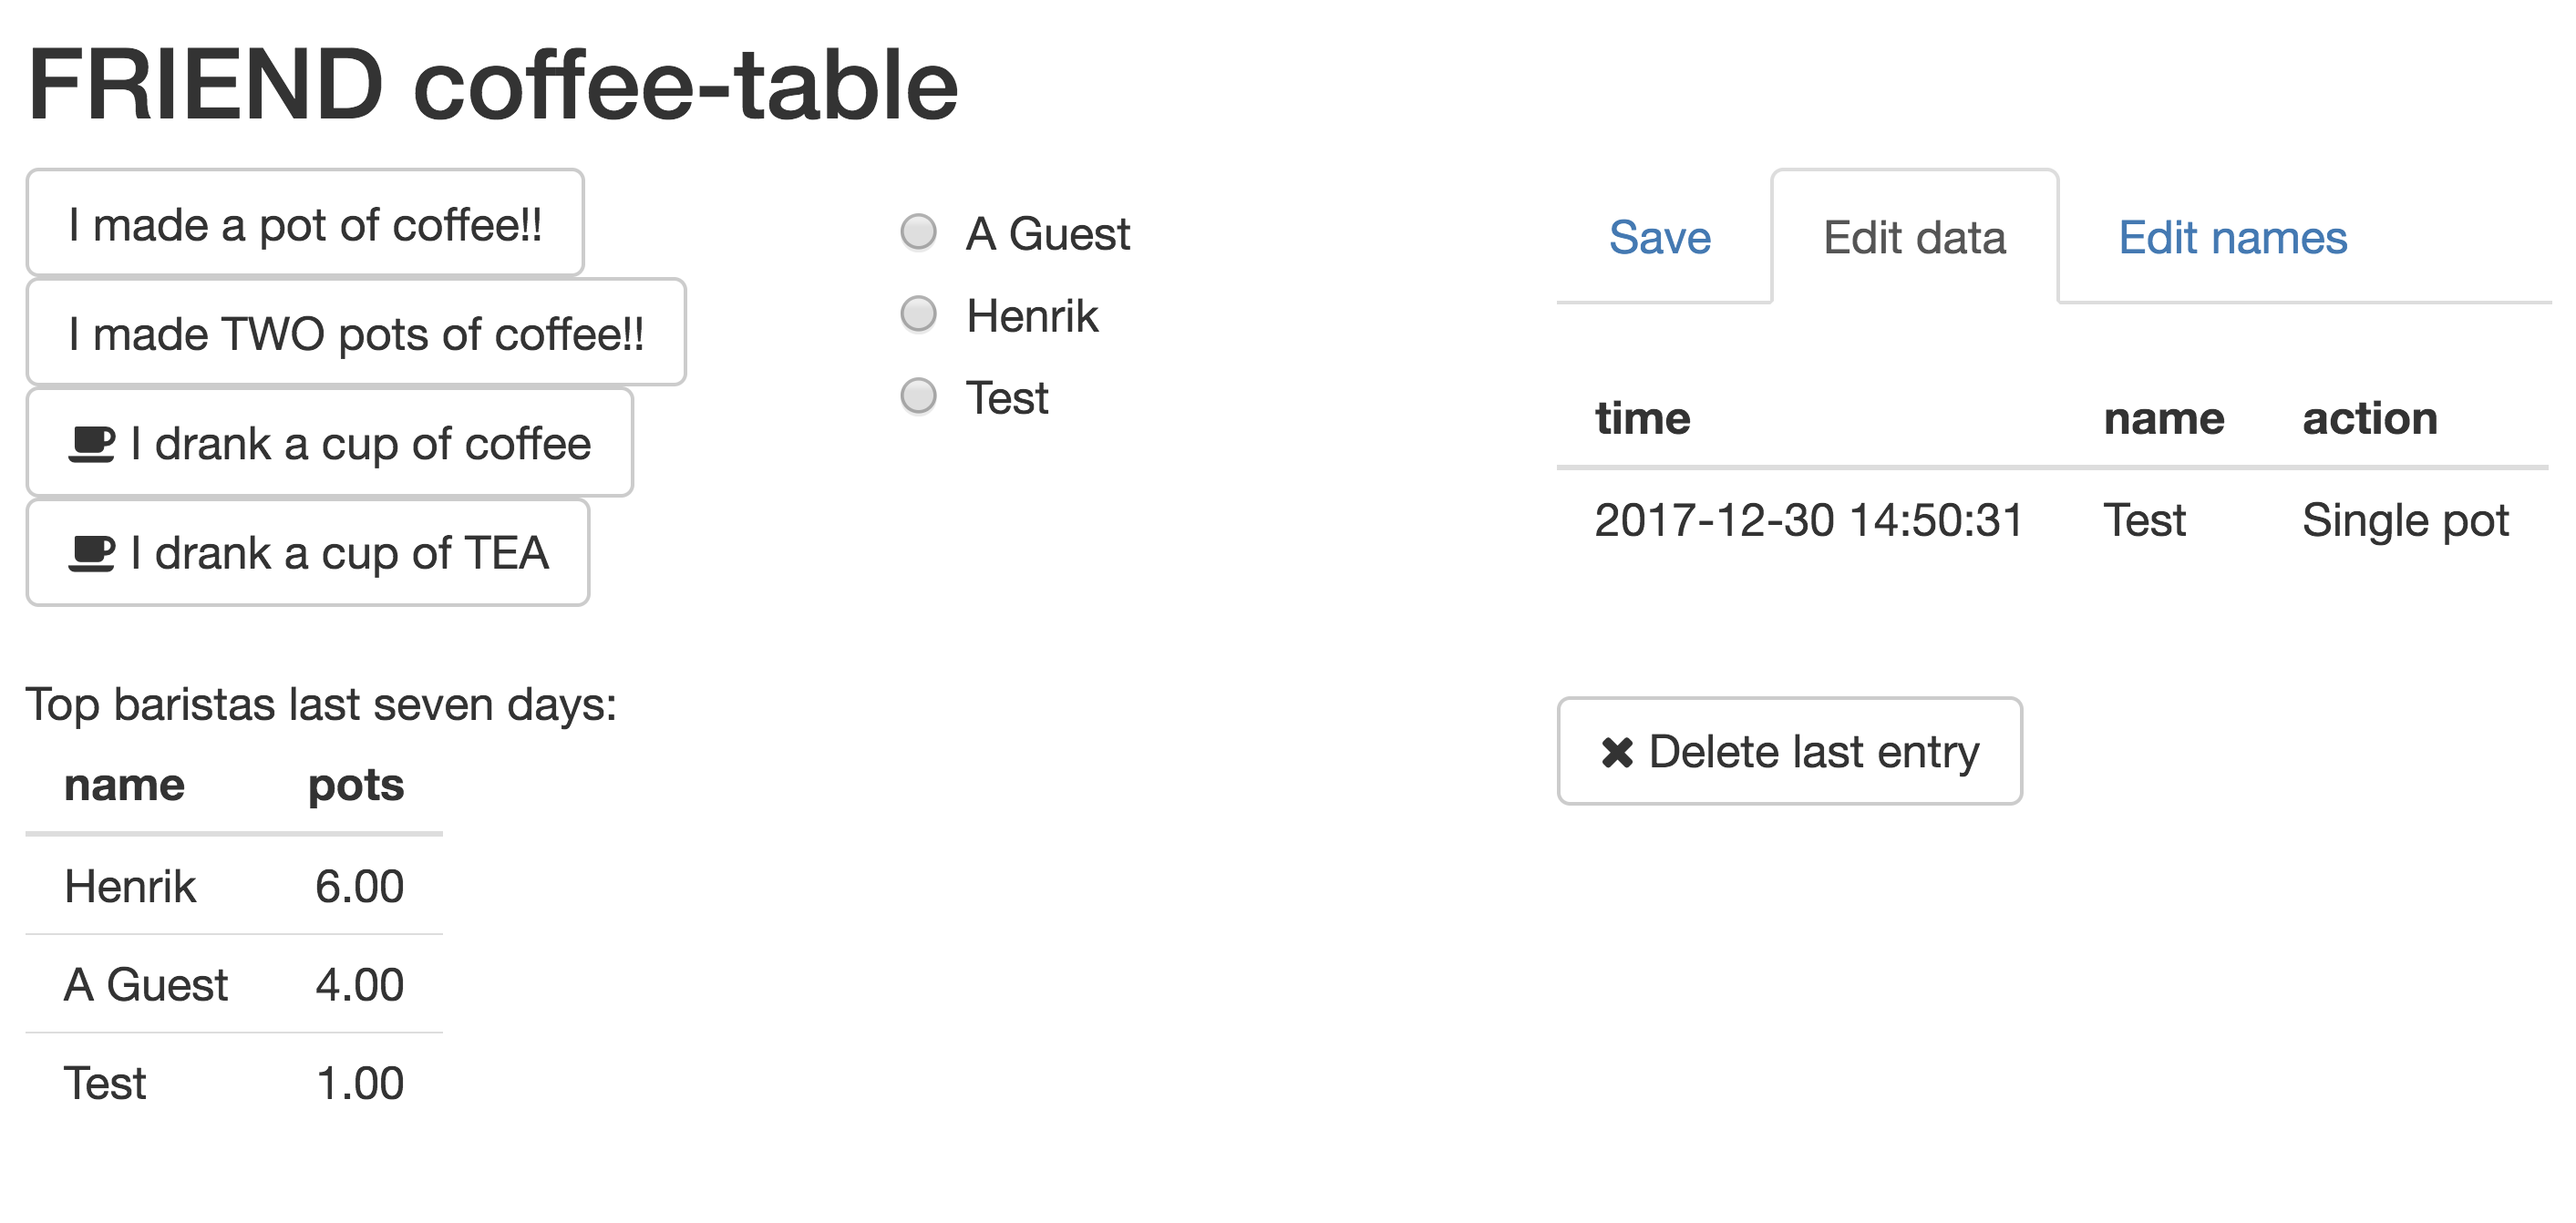 FRIEND coffee-table
I made a pot of coffee!!
I made TWO pots of coffee!!
I drank a cup of coffee
I drank a cup of TEA
Top baristas last seven days:
name pots
Henrik 6.00
A Guest 4.00
Test 1.00
A Guest
Henrik
Test
Save Edit data Edit names
time name action
2017-12-30 14:50:31 Test Single pot
Delete last entry